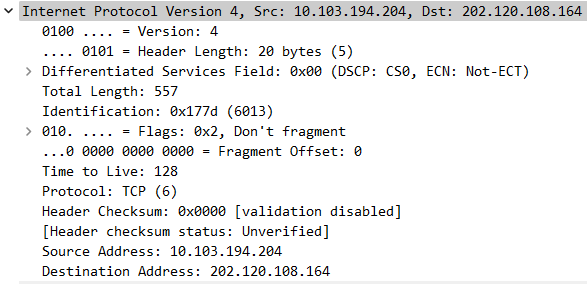 Internet Protocol Version 4, Src: 10.103.194.204, Dst: 202.120.108.164
0100 .... = Version: 4
.... 0101 = Header Length: 20 bytes (5)
Differentiated Services Field: 0x00 (DSCP: CS0, ECN: Not-ECT)
Total Length: 557
Identification: 0x177d (6013)
010. .... = Flags: 0x2, Don't fragment
...0 0000 0000 0000 = Fragment Offset: 0
Time to Live: 128
Protocol: TCP (6)
Header Checksum: 0x0000 [validation disabled]
[Header checksum status: Unverified]
Source Address: 10.103.194.204
Destination Address: 202.120.108.164